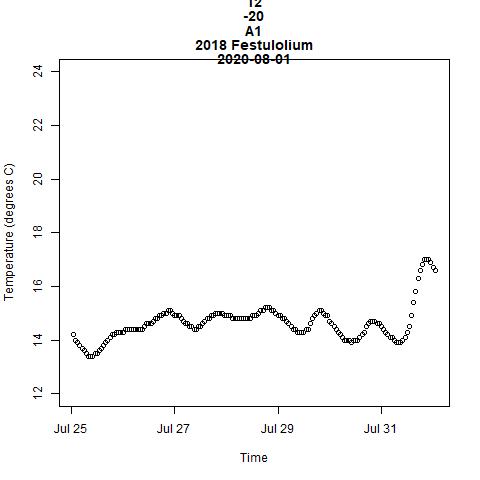 T2
-20
A1
2018 Festulolium
2020-08-01
Temperature (degrees C)
24
22
20
18
16
14
12
Jul 25
Jul 27
Jul 29
Jul 31
Time